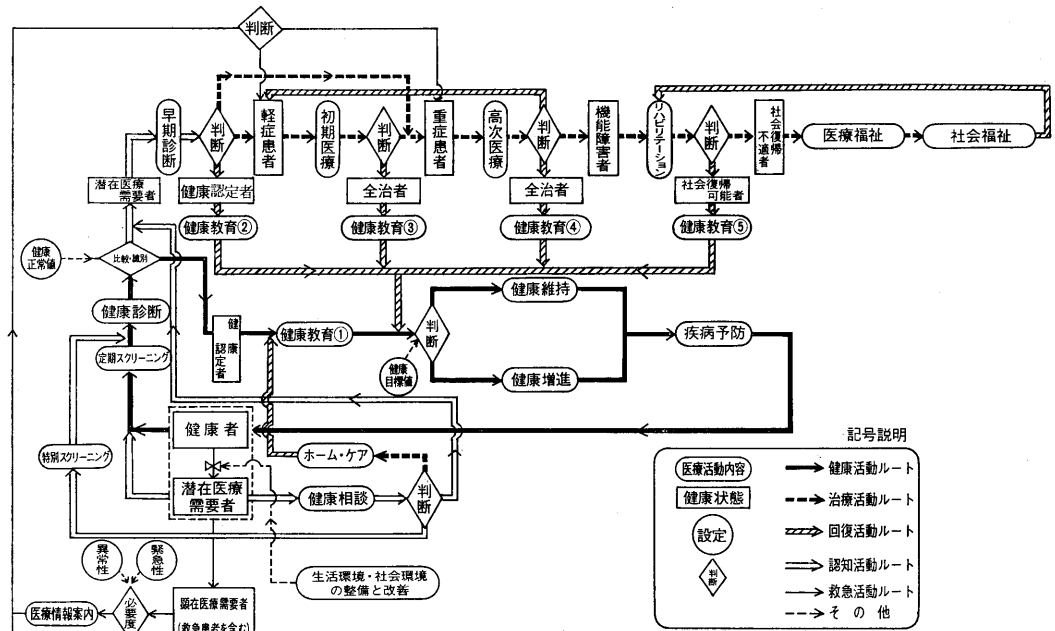 判断
早期診断
判断
軽症患者
初期医療
判断
重症患者
高次医療
判断
機能障害者
リハビリテーション
判断
社会復帰
不適者
医療福祉
社会福祉
潜在医療
需要者
健康認定者
全治者
全治者
社会復帰
可能者
健康教育②
健康教育③
健康教育④
健康教育⑤
健康
正常値
比較・識別
健康診断
定期スクリーニング
健康
認定者
健康教育①
判断
健康
目標値
健康維持
健康増進
疾病予防
健康者
特別スクリーニング
ホーム・ケア
潜在医療
需要者
健康相談
判断
異常性
緊急性
生活環境・社会環境
の整備と改善
医療情報案内
必要度
顕在医療需要者
(救急患者を含む)
記号説明
医療活動内容
健康活動ルート
健康状態
治療活動ルート
設定
回復活動ルート
判断
認知活動ルート
救急活動ルート
その他